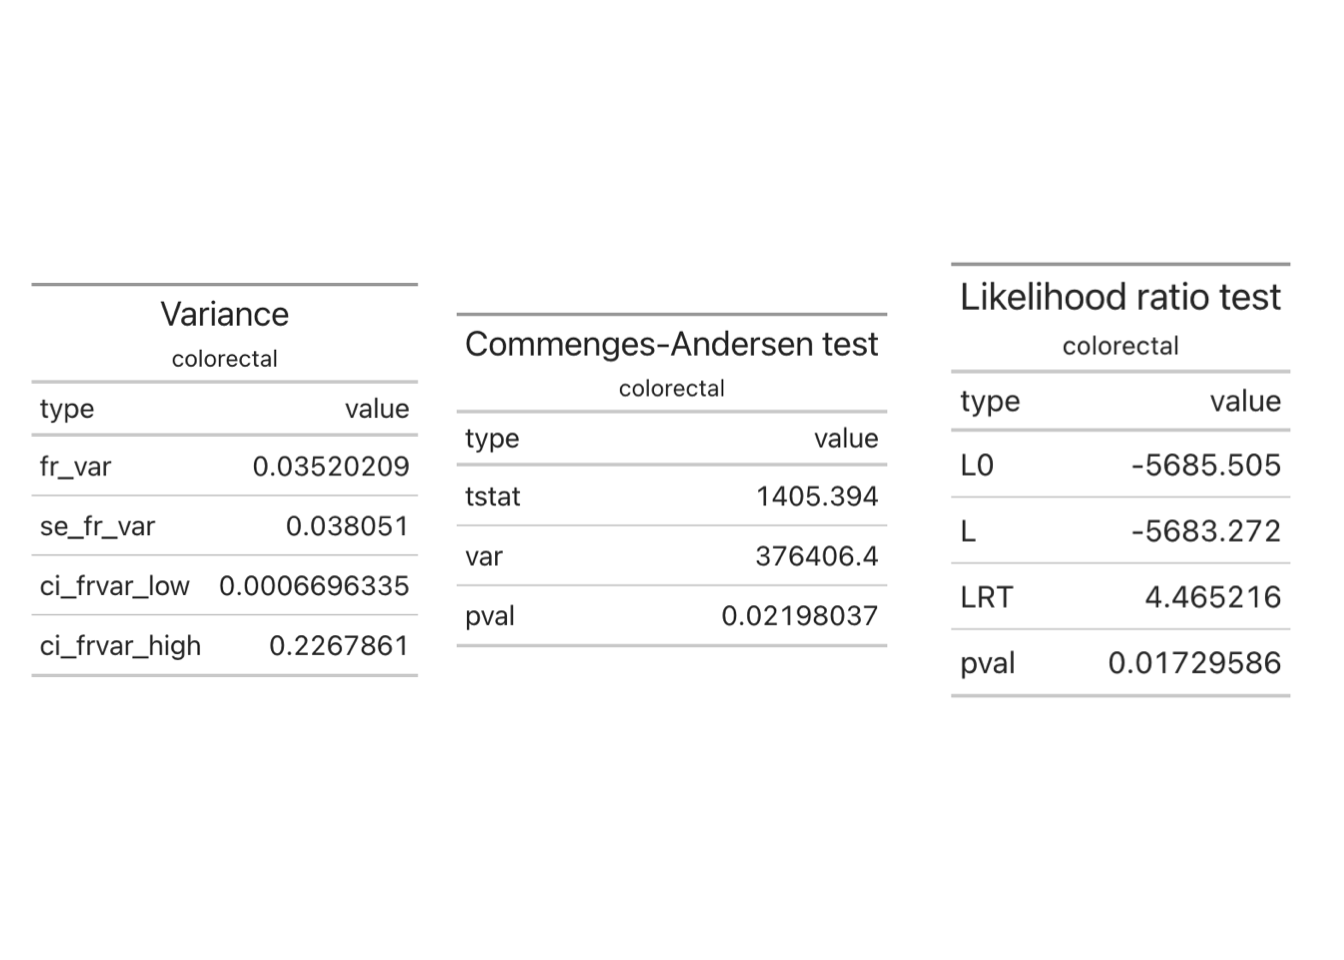 Variance
colorectal
type value
fr_var 0.03520209
se_fr_var 0.038051
ci_frvar_low 0.0006696335
ci_frvar_high 0.2267861
Commenges-Andersen test
colorectal
type value
tstat 1405.394
var 376406.4
pval 0.02198037
Likelihood ratio test
colorectal
type value
L0 -5685.505
L -5683.272
LRT 4.465216
pval 0.01729586